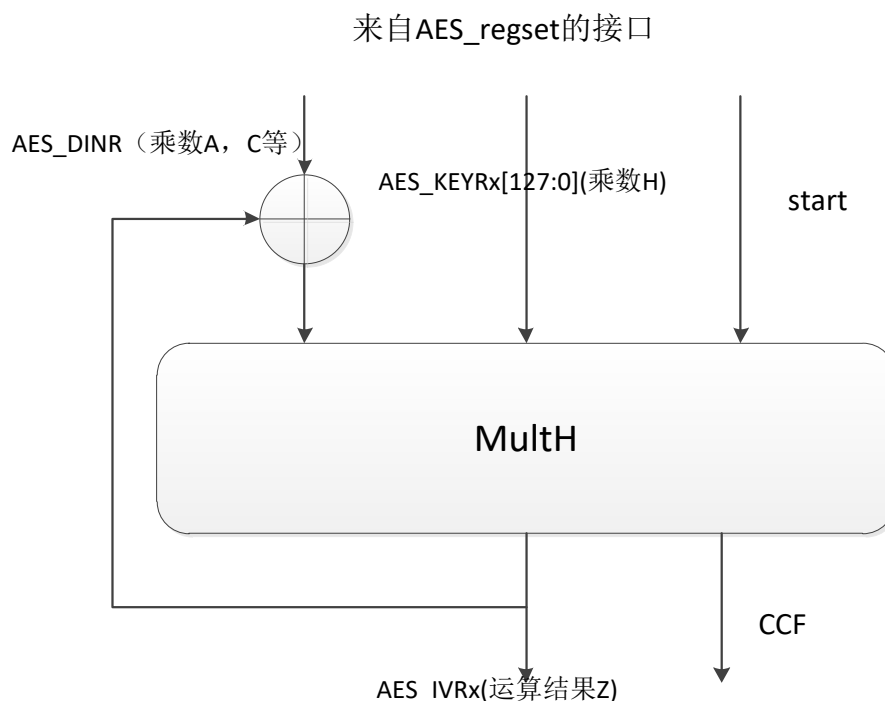 来自AES_regset的接口
AES_DINR（乘数A，C等）
AES_KEYRx[127:0](乘数H)
start
MultH
CCF
AES_IVRx(运算结果Z)